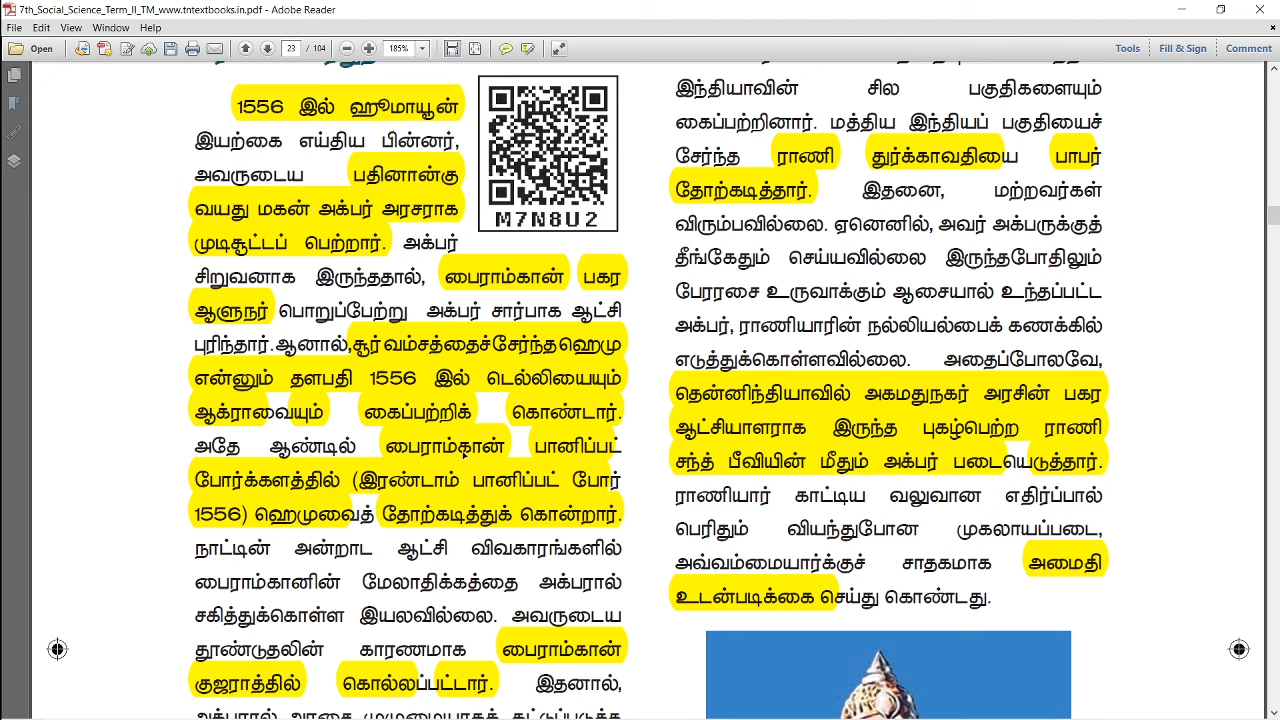 7th_Social_Science_Term_II_TM_www.tntextbooks.in.pdf - Adobe Reader
File Edit View Window Help
Open 23 / 104 185% Tools Fill & Sign Comment
1556 இல் ஹூமாயூன்
இயற்கை எய்திய பின்னர்,
அவருடைய பதினான்கு
வயது மகன் அக்பர் அரசராக
முடிசூட்டப் பெற்றார். அக்பர்
சிறுவனாக இருந்ததால், பைராம்கான் பகர
ஆளுநர் பொறுப்பேற்று அக்பர் சார்பாக ஆட்சி
புரிந்தார். ஆனால், சூர் வம்சத்தைச் சேர்ந்த ஹெமு
என்னும் தளபதி 1556 இல் டெல்லியையும்
ஆக்ராவையும் கைப்பற்றிக் கொண்டார்.
அதே ஆண்டில் பைராம்கான் பானிப்பட்
போர்க்களத்தில் (இரண்டாம் பானிப்பட் போர்
1556) ஹெமுவைத் தோற்கடித்துக் கொன்றார்.
நாட்டின் அன்றாட ஆட்சி விவகாரங்களில்
பைராம்கானின் மேலாதிக்கத்தை அக்பரால்
சகித்துக்கொள்ள இயலவில்லை. அவருடைய
தூண்டுதலின் காரணமாக பைராம்கான்
குஜராத்தில் கொல்லப்பட்டார். இதனால்,
M7N8U2
இந்தியாவின் சில பகுதிகளையும்
கைப்பற்றினார். மத்திய இந்தியப் பகுதியைச்
சேர்ந்த ராணி துர்க்காவதியை பாபர்
தோற்கடித்தார். இதனை, மற்றவர்கள்
விரும்பவில்லை. ஏனெனில், அவர் அக்பருக்குத்
தீங்கேதும் செய்யவில்லை இருந்தபோதிலும்
பேரரசை உருவாக்கும் ஆசையால் உந்தப்பட்ட
அக்பர், ராணியாரின் நல்லியல்பைக் கணக்கில்
எடுத்துக்கொள்ளவில்லை. அதைப்போலவே,
தென்னிந்தியாவில் அகமதுநகர் அரசின் பகர
ஆட்சியாளராக இருந்த புகழ்பெற்ற ராணி
சந்த் பீவியின் மீதும் அக்பர் படையெடுத்தார்.
ராணியார் காட்டிய வலுவான எதிர்ப்பால்
பெரிதும் வியந்துபோன முகலாயப்படை,
அவ்வம்மையார்க்குச் சாதகமாக அமைதி
உடன்படிக்கை செய்து கொண்டது.